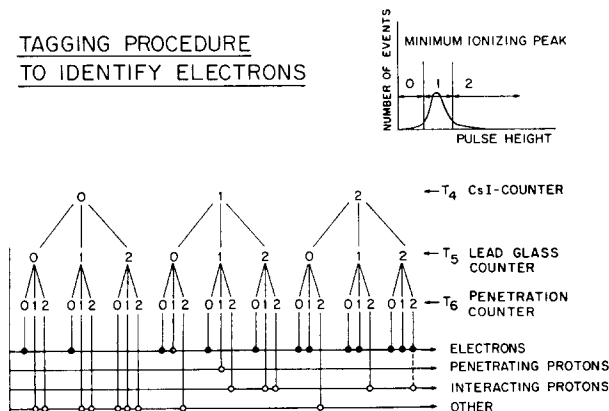 TAGGING PROCEDURE
TO IDENTIFY ELECTRONS
NUMBER OF EVENTS
MINIMUM IONIZING PEAK
0 1 2
PULSE HEIGHT
0 1 2 ←T4 CsI-COUNTER
0 1 2 0 1 2 0 1 2 ←T5 LEAD GLASS
COUNTER
0 1 2 0 1 2 0 1 2 0 1 2 0 1 2 0 1 2 0 1 2 0 1 2 0 1 2 ←T6 PENETRATION
COUNTER
ELECTRONS
PENETRATING PROTONS
INTERACTING PROTONS
OTHER